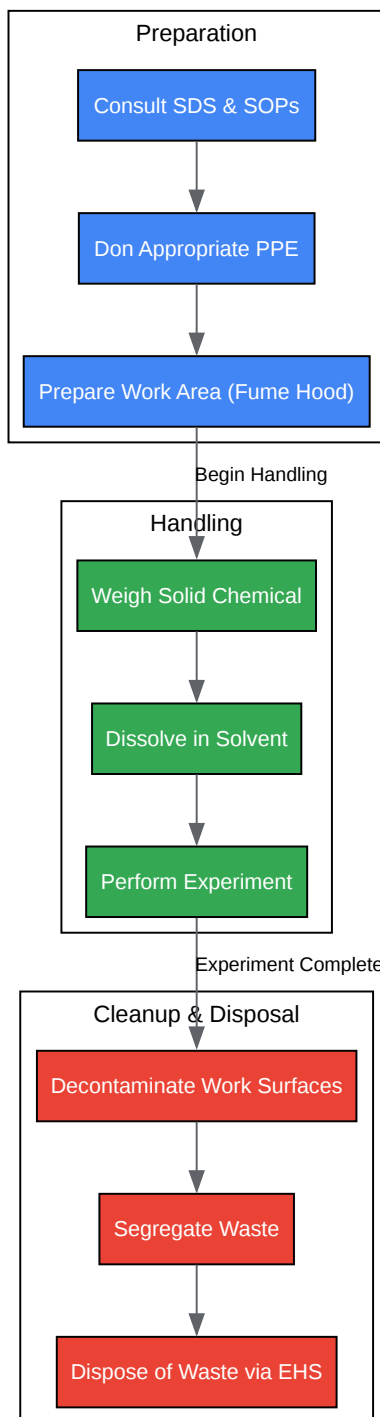 Preparation
Consult SDS & SOPs
Don Appropriate PPE
Prepare Work Area (Fume Hood)
Begin Handling
Handling
Weigh Solid Chemical
Dissolve in Solvent
Perform Experiment
Experiment Complete
Cleanup & Disposal
Decontaminate Work Surfaces
Segregate Waste
Dispose of Waste via EHS